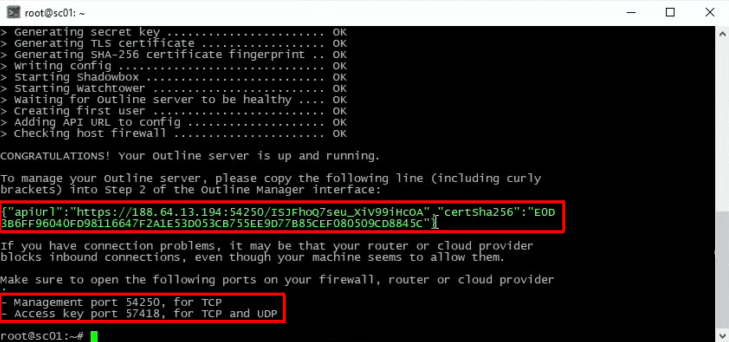 root@sc01: ~
> Generating secret key ....................... OK
> Generating TLS certificate .................. OK
> Generating SHA-256 certificate fingerprint .. OK
> Writing config .............................. OK
> Starting Shadowbox .......................... OK
> Starting Watchtower ......................... OK
> Waiting for Outline server to be healthy .... OK
> Creating first user ......................... OK
> Adding API URL to config .................... OK
> Checking host firewall ...................... OK
CONGRATULATIONS! Your Outline server is up and running.
To manage your Outline server, please copy the following line (including curly
brackets) into Step 2 of the Outline Manager interface:
{"apiUrl":"https://188.64.13.194:54250/ISJFhoQ7seu_XiV99iHcOA","certSha256":"E0D
3B6FF96040FD98116647F2A1E53D053CB755EE9D77B85CEF080509CD8845C"}
If you have connection problems, it may be that your router or cloud provider
blocks inbound connections, even though your machine seems to allow them.
Make sure to open the following ports on your firewall, router or cloud provider
:
- Management port 54250, for TCP
- Access key port 57418, for TCP and UDP
root@sc01:~#